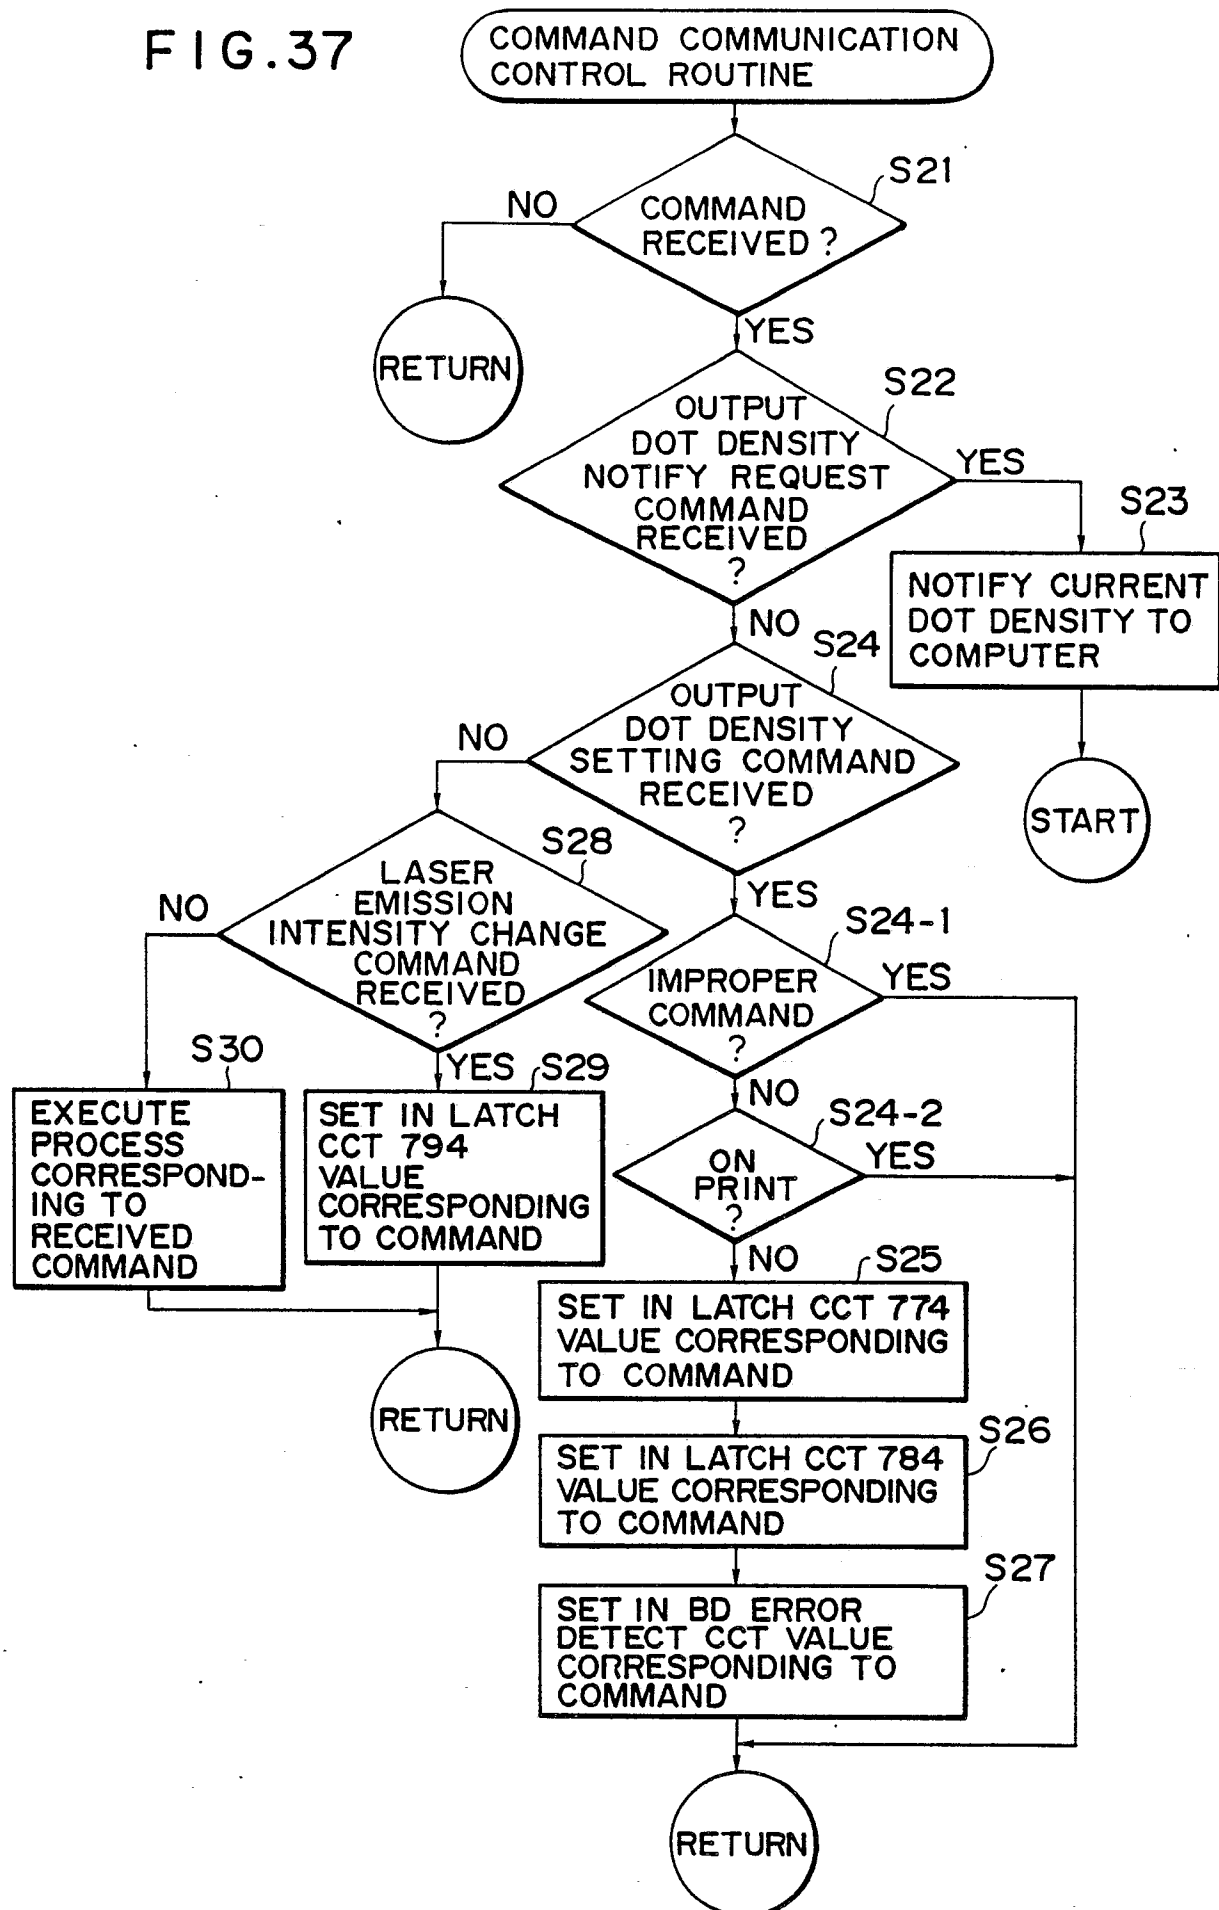 FIG.37
COMMAND COMMUNICATION
CONTROL ROUTINE
S21
NO
COMMAND
RECEIVED ?
RETURN
YES
S22
OUTPUT
DOT DENSITY
NOTIFY REQUEST
COMMAND
RECEIVED
?
YES
S23
NOTIFY CURRENT
DOT DENSITY TO
COMPUTER
NO
S24
OUTPUT
DOT DENSITY
SETTING COMMAND
RECEIVED
?
NO
START
S28
LASER
EMISSION
INTENSITY CHANGE
COMMAND
RECEIVED
?
NO
YES
S24-1
IMPROPER
COMMAND
?
YES
S30
EXECUTE
PROCESS
CORRESPOND-
ING TO
RECEIVED
COMMAND
YES
S29
SET IN LATCH
CCT 794
VALUE
CORRESPONDING
TO COMMAND
NO
S24-2
ON
PRINT
?
YES
NO
S25
SET IN LATCH CCT 774
VALUE CORRESPONDING
TO COMMAND
RETURN
S26
SET IN LATCH CCT 784
VALUE CORRESPONDING
TO COMMAND
S27
SET IN BD ERROR
DETECT CCT VALUE
CORRESPONDING TO
COMMAND
RETURN